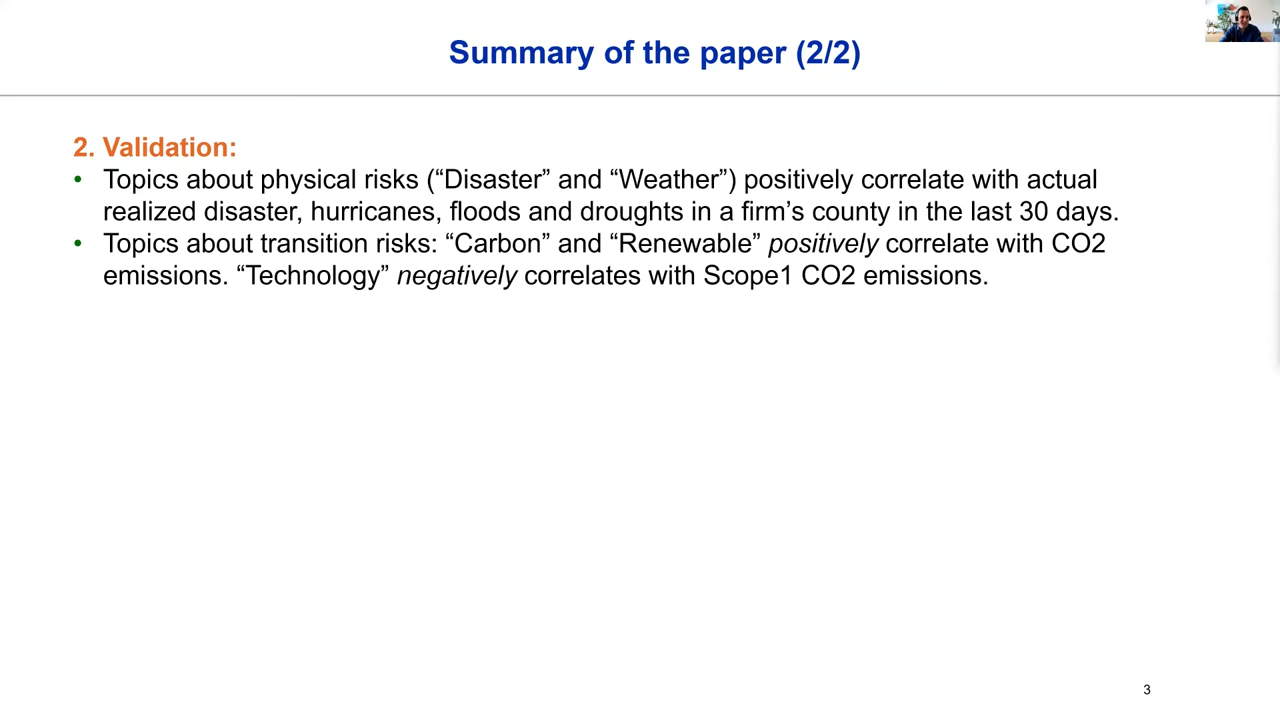 Summary of the paper (2/2)
2. Validation:
• Topics about physical risks (“Disaster” and “Weather”) positively correlate with actual
realized disaster, hurricanes, floods and droughts in a firm’s county in the last 30 days.
• Topics about transition risks: “Carbon” and “Renewable” positively correlate with CO2
emissions. “Technology” negatively correlates with Scope1 CO2 emissions.
3